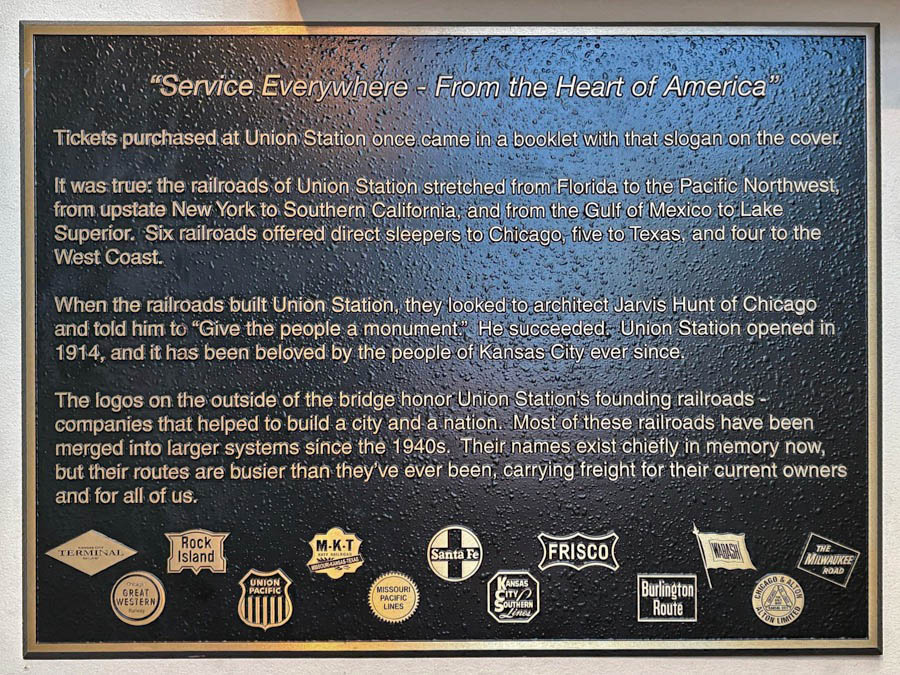 “Service Everywhere - From the Heart of America”
Tickets purchased at Union Station once came in a booklet with that slogan on the cover.
It was true: the railroads of Union Station stretched from Florida to the Pacific Northwest,
from upstate New York to Southern California, and from the Gulf of Mexico to Lake
Superior. Six railroads offered direct sleepers to Chicago, five to Texas, and four to the
West Coast.
When the railroads built Union Station, they looked to architect Jarvis Hunt of Chicago
and told him to “Give the people a monument.” He succeeded. Union Station opened in
1914, and it has been beloved by the people of Kansas City ever since.
The logos on the outside of the bridge honor Union Station’s founding railroads -
companies that helped to build a city and a nation. Most of these railroads have been
merged into larger systems since the 1940s. Their names exist chiefly in memory now,
but their routes are busier than they’ve ever been, carrying freight for their current owners
and for all of us.
TERMINAL
Rock
Island
M-K-T
KATY RAILROAD
MISSOURI-KANSAS-TEXAS
Santa Fe
FRISCO
WABASH
THE
MILWAUKEE
ROAD
Chicago
GREAT
WESTERN
Railway
UNION
PACIFIC
MISSOURI
PACIFIC
LINES
KANSAS
CITY
SOUTHERN
Lines
Burlington
Route
CHICAGO & ALTON
ALTON LIMITED